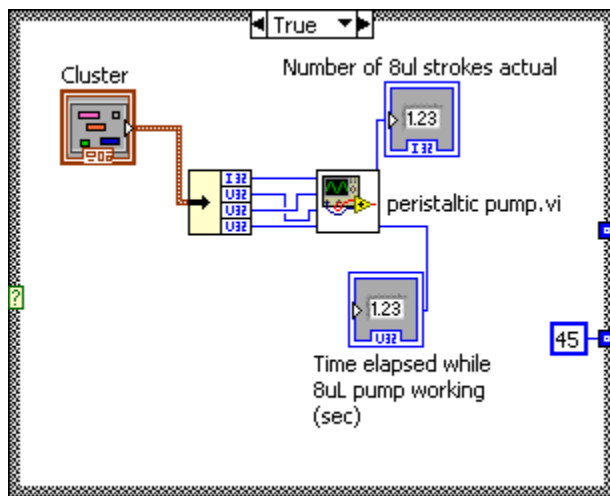 True
Cluster
Number of 8ul strokes actual
1.23
I32
I32
U32
U32
U32
peristaltic pump.vi
1.23
U32
?
45
Time elapsed while
8uL pump working
(sec)